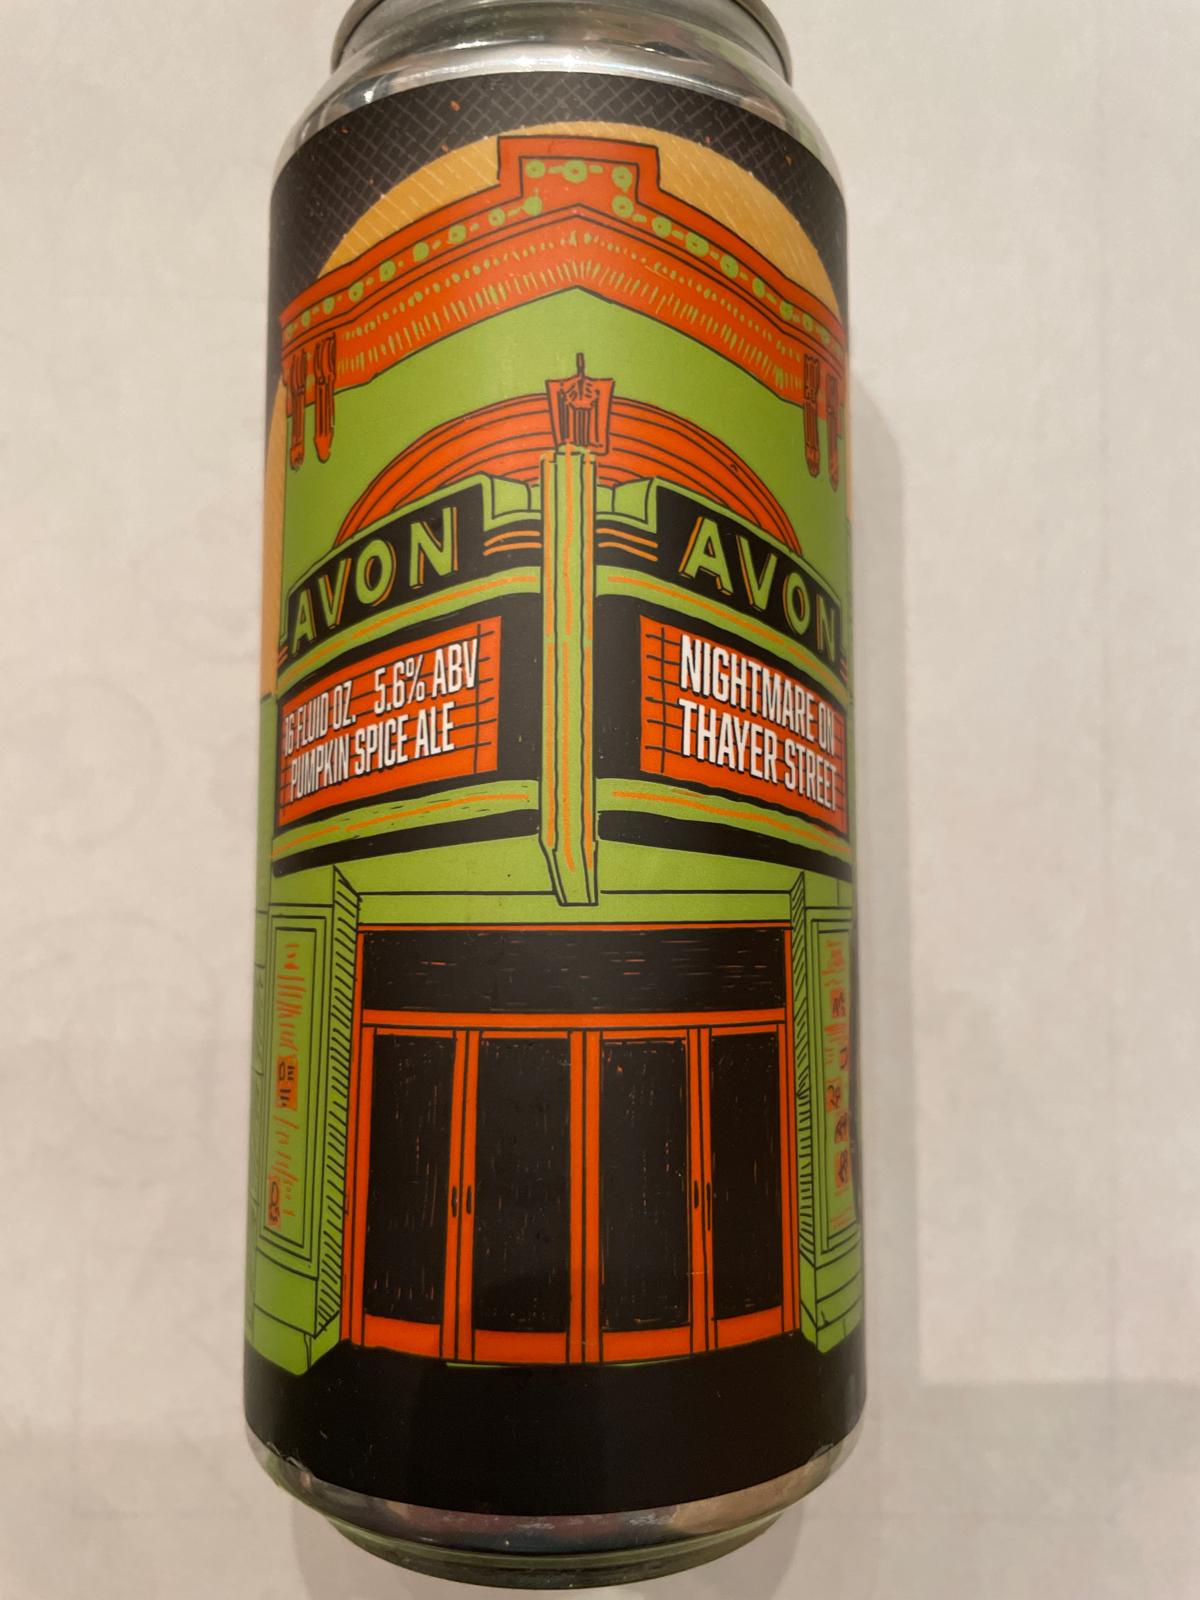 AVON
16 FLUID OZ. 5.6% ABV
PUMPKIN SPICE ALE
AVON
NIGHTMARE ON
THAYER STREET